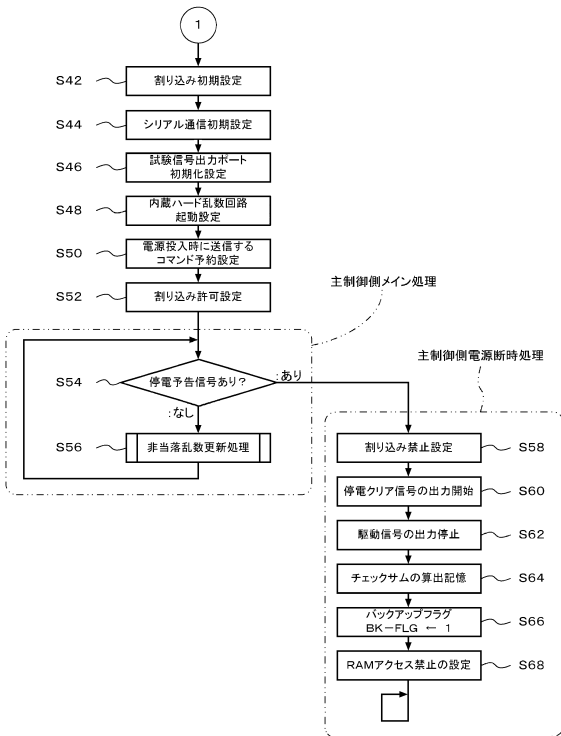 1
S42
割り込み初期設定
S44
シリアル通信初期設定
S46
試験信号出力ポート
初期化設定
S48
内蔵ハード乱数回路
起動設定
S50
電源投入時に送信する
コマンド予約設定
S52
割り込み許可設定
主制御側メイン処理
主制御側電源断時処理
S54
停電予告信号あり?
:あり
:なし
S56
非当落乱数更新処理
割り込み禁止設定
S58
停電クリア信号の出力開始
S60
駆動信号の出力停止
S62
チェックサムの算出記憶
S64
バックアップフラグ
BK-FLG ← 1
S66
RAMアクセス禁止の設定
S68